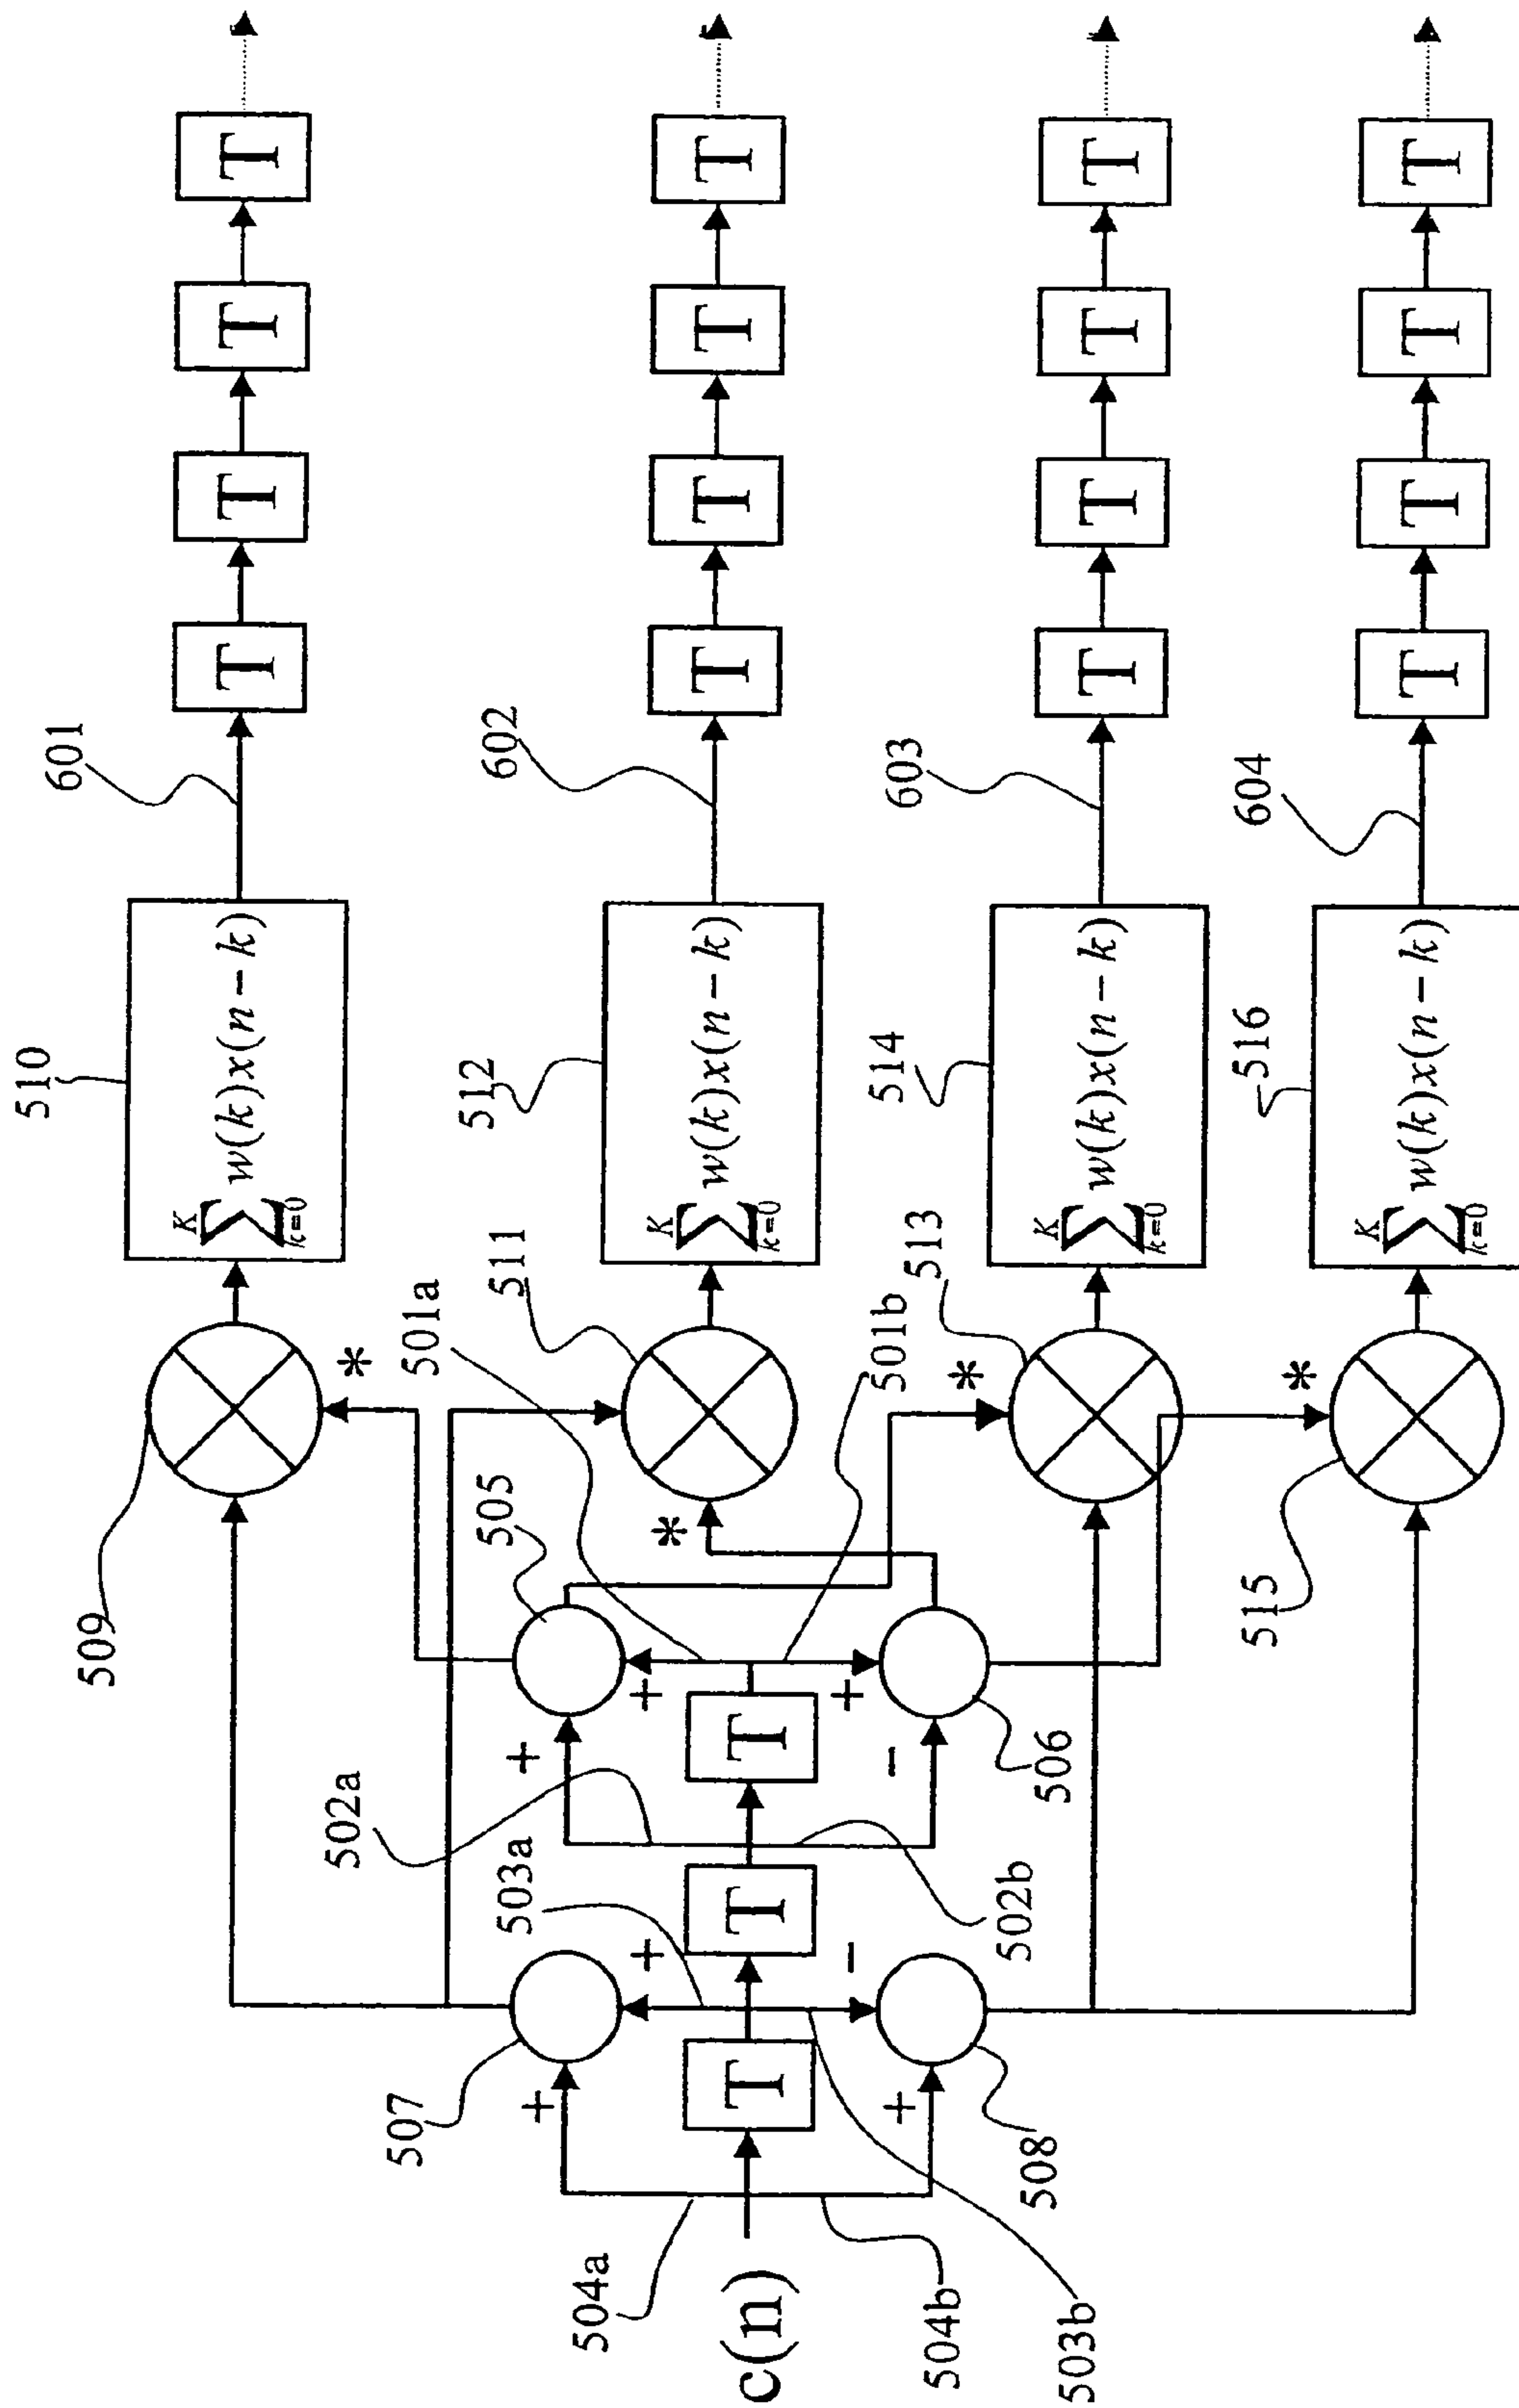 510
601
T
T
T
T
∑_{k=0}^{K} w(k)x(n−k)
509
*
512
602
T
T
T
T
∑_{k=0}^{K} w(k)x(n−k)
511
501a
*
505
507
502a
503a
504a
c(n)
504b
503b
T
T
T
+
+
+
+
+
−
−
+
508
502b
506
501b
514
603
T
T
T
T
∑_{k=0}^{K} w(k)x(n−k)
513
*
516
604
T
T
T
T
∑_{k=0}^{K} w(k)x(n−k)
515
*